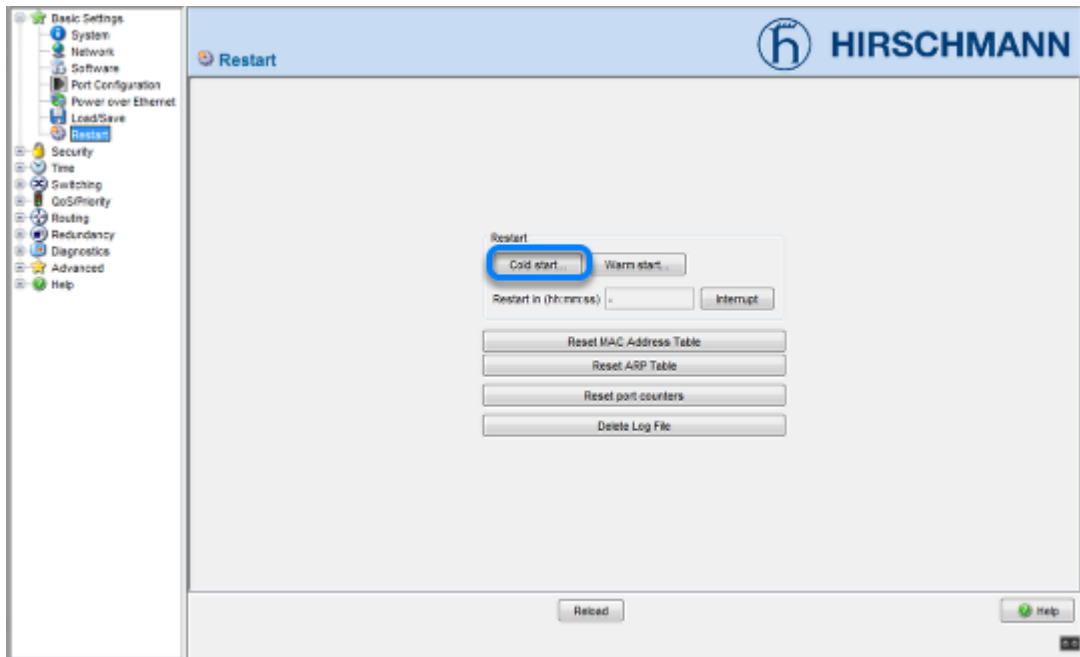 Basic Settings
System
Network
Software
Port Configuration
Power over Ethernet
Load/Save
Restart
Security
Time
Switching
QoS/Priority
Routing
Redundancy
Diagnostics
Advanced
Help
Restart
HIRSCHMANN
Restart
Cold start... Warm start...
Restart in (hh:mm:ss) - Interrupt
Reset MAC Address Table
Reset ARP Table
Reset port counters
Delete Log File
Reload
Help